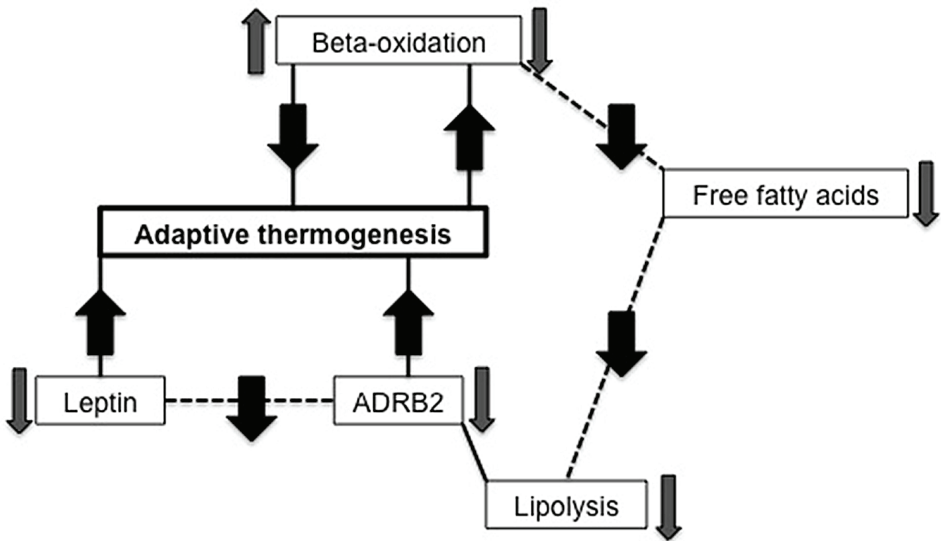 Beta-oxidation
Free fatty acids
Adaptive thermogenesis
Leptin
ADRB2
Lipolysis